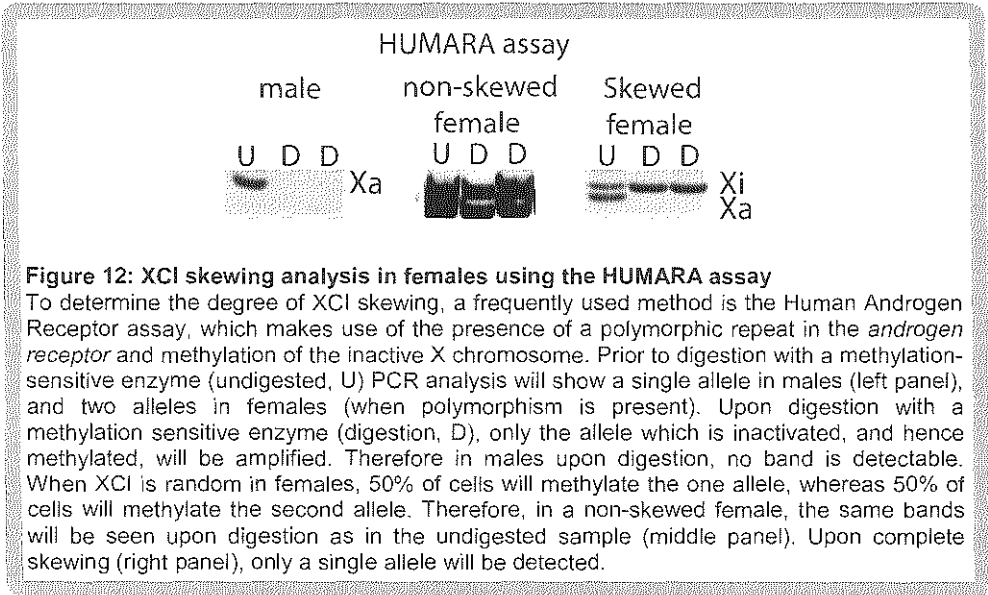 HUMARA assay
male non-skewed Skewed
female female
U D D U D D U D D
Xa Xi
Xa
Figure 12: XCI skewing analysis in females using the HUMARA assay
To determine the degree of XCI skewing, a frequently used method is the Human Androgen
Receptor assay, which makes use of the presence of a polymorphic repeat in the androgen
receptor and methylation of the inactive X chromosome. Prior to digestion with a methylation-
sensitive enzyme (undigested, U) PCR analysis will show a single allele in males (left panel),
and two alleles in females (when polymorphism is present). Upon digestion with a
methylation sensitive enzyme (digestion, D), only the allele which is inactivated, and hence
methylated, will be amplified. Therefore in males upon digestion, no band is detectable.
When XCI is random in females, 50% of cells will methylate the one allele, whereas 50% of
cells will methylate the second allele. Therefore, in a non-skewed female, the same bands
will be seen upon digestion as in the undigested sample (middle panel). Upon complete
skewing (right panel), only a single allele will be detected.